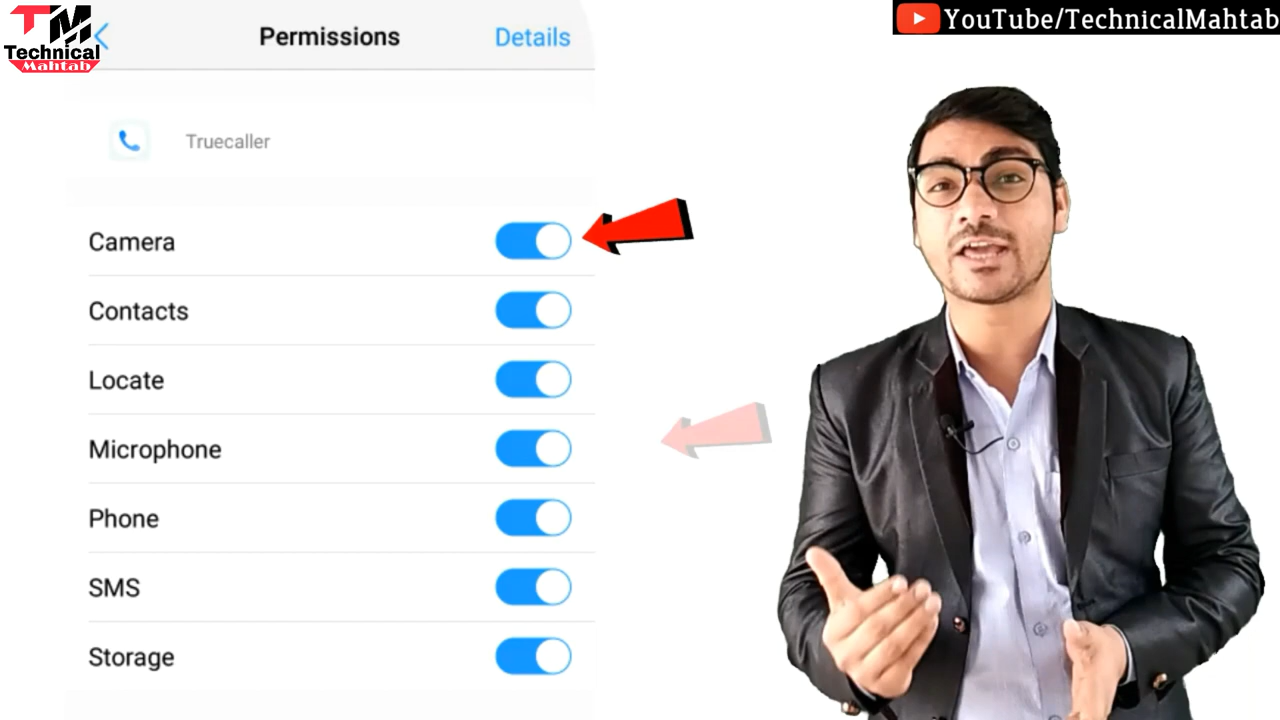 TM
Technical
Mahtab
Permissions
Details
YouTube/TechnicalMahtab
Truecaller
Camera
Contacts
Locate
Microphone
Phone
SMS
Storage